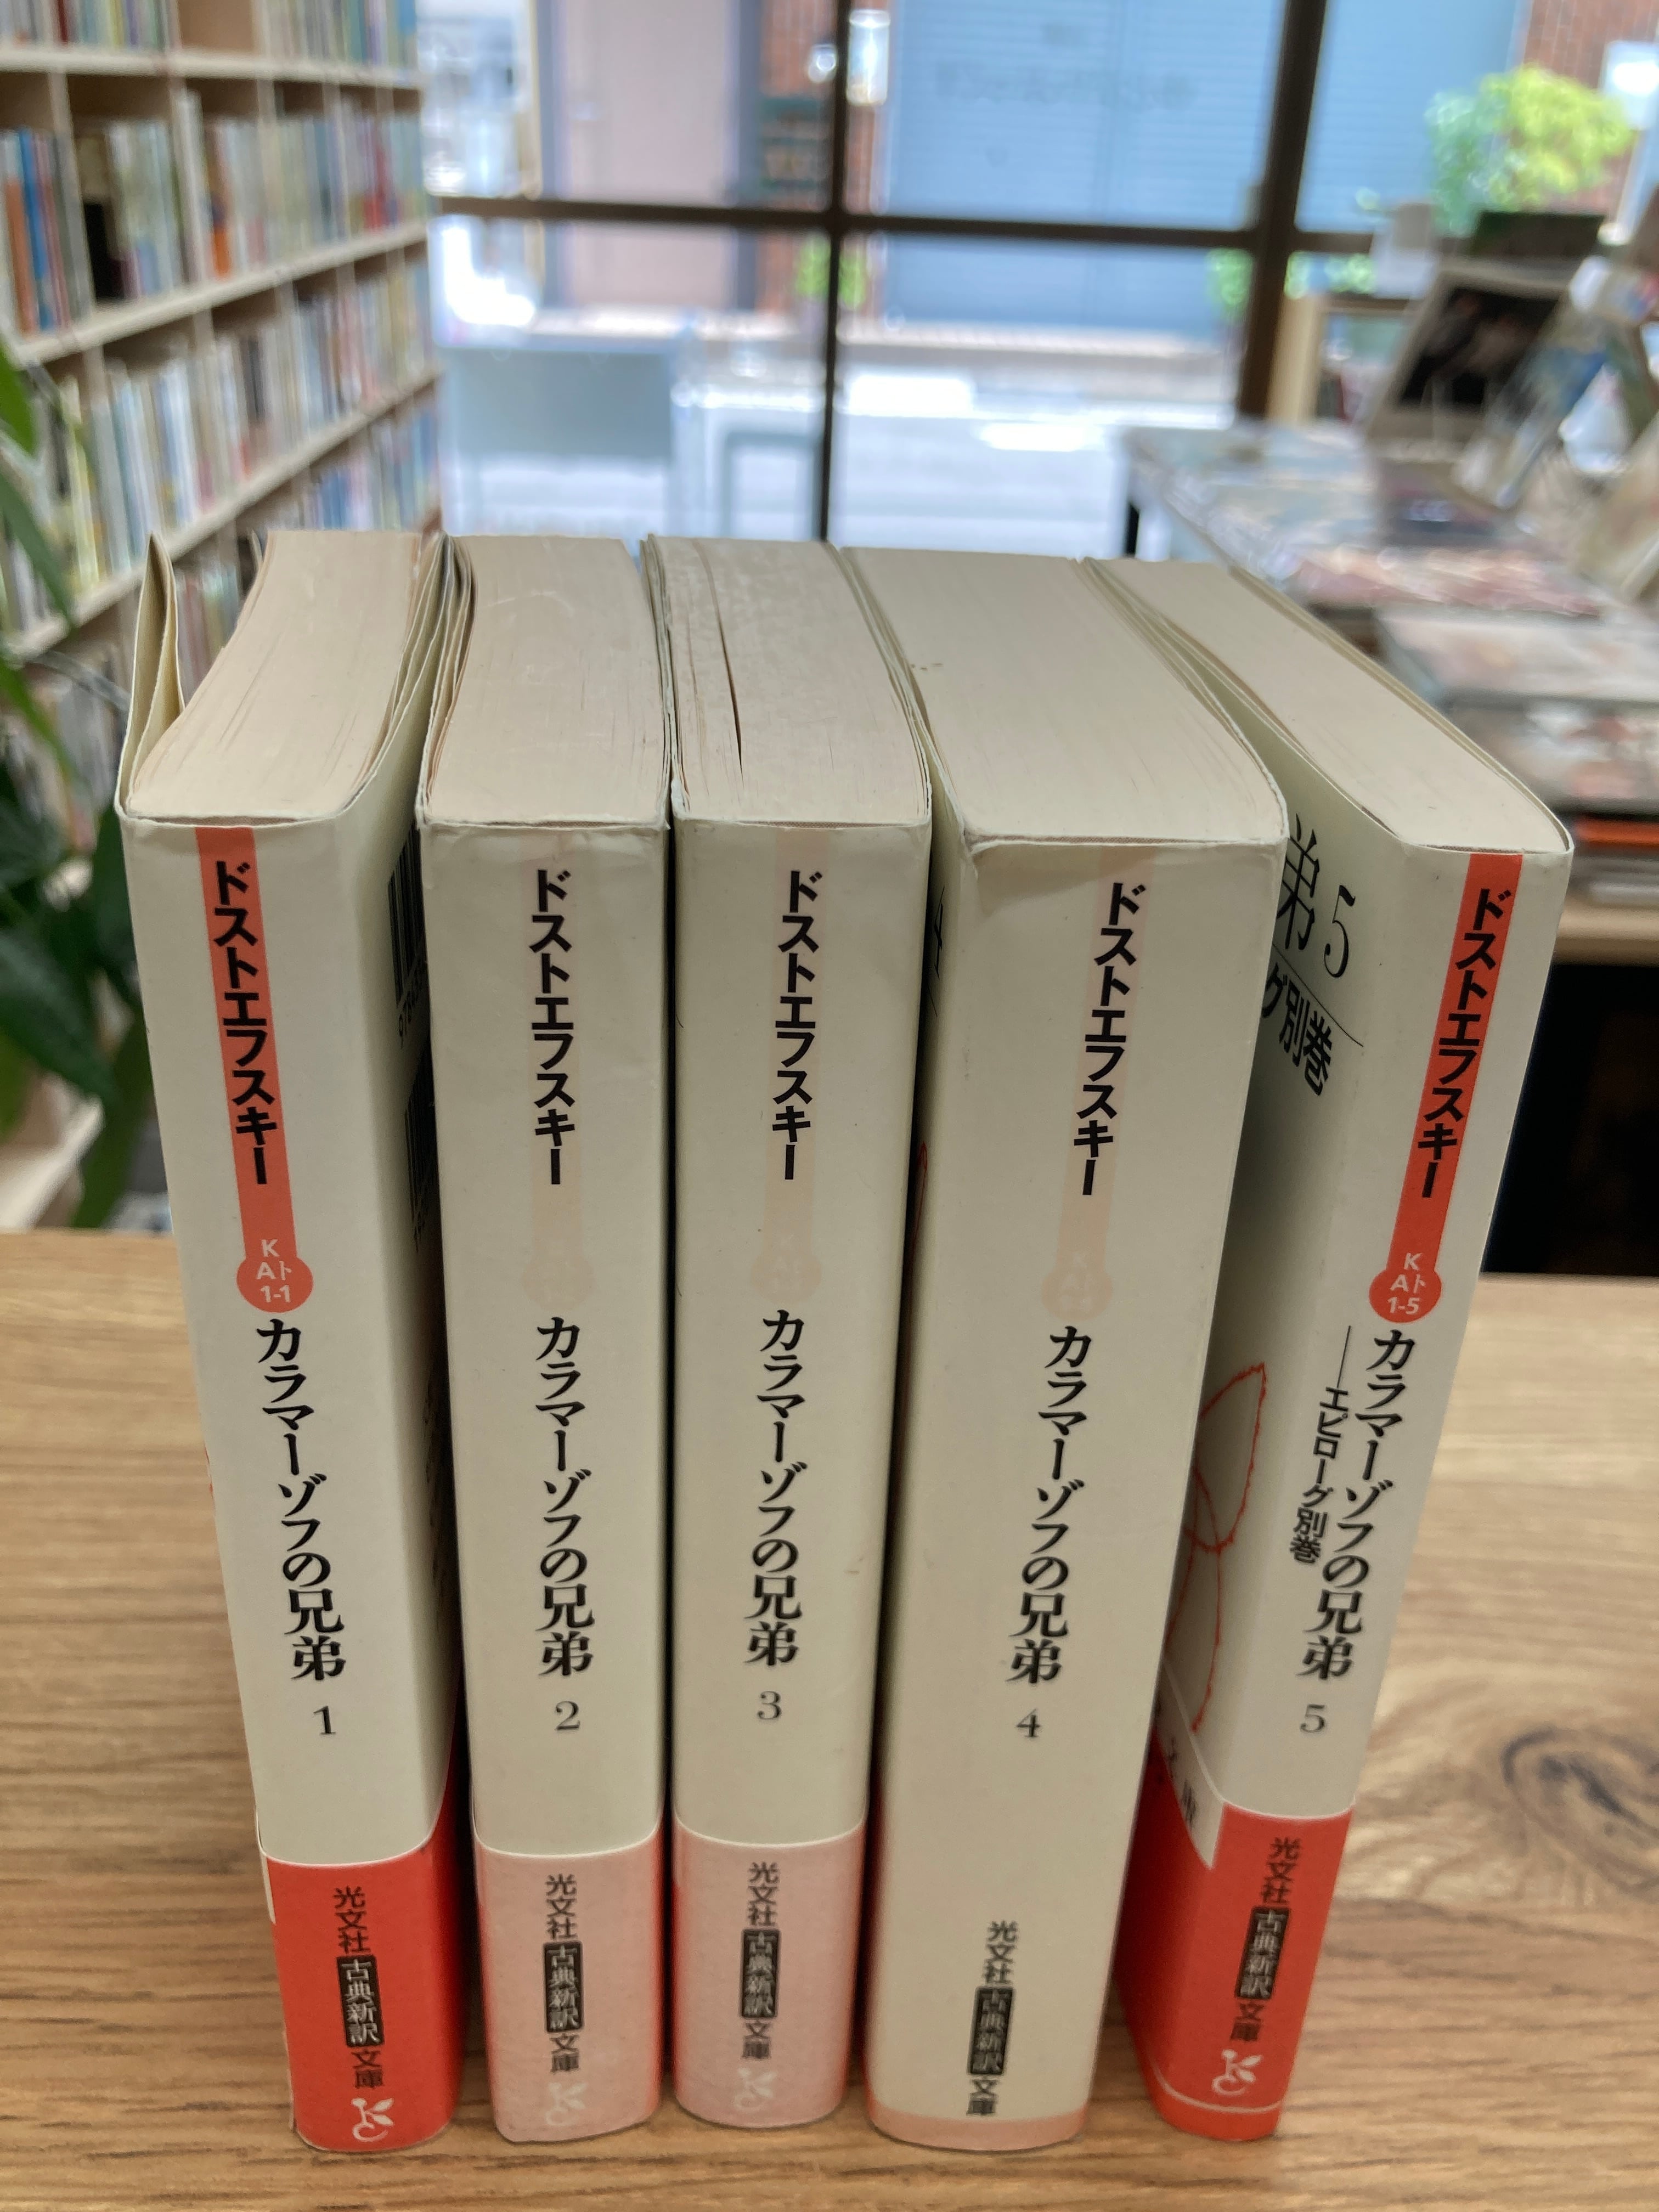 ドストエフスキー
K
Aト
1-1
カラマーゾフの兄弟 1
光文社 古典新訳 文庫
ドストエフスキー
カラマーゾフの兄弟 2
光文社 古典新訳 文庫
ドストエフスキー
カラマーゾフの兄弟 3
光文社 古典新訳 文庫
4
ドストエフスキー
カラマーゾフの兄弟 4
光文社 古典新訳 文庫
弟 5
グ別巻
ドストエフスキー
K
Aト
1-5
カラマーゾフの兄弟 5
──エピローグ別巻
光文社 古典新訳 文庫